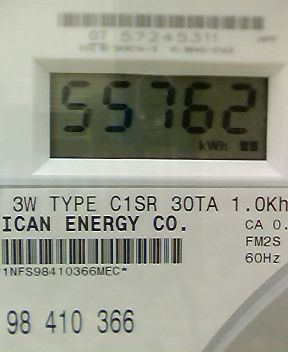 07 57245311
55762
kWh
3W TYPE C1SR 30TA 1.0Kh
ICAN ENERGY CO. CA 0.
FM2S
*1NFS98410366MEC* 60Hz
98 410 366